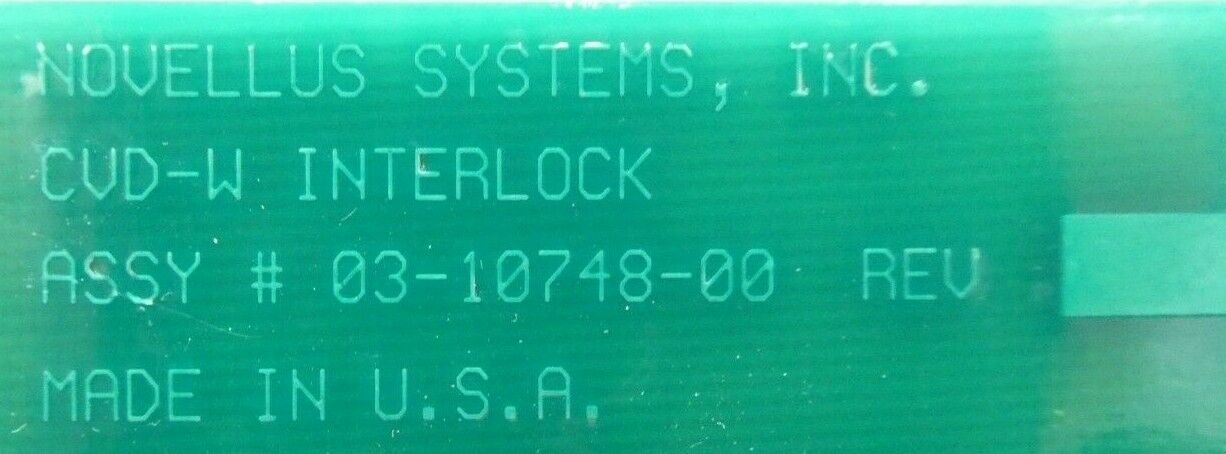 NOVELLUS SYSTEMS, INC.
CVD-W INTERLOCK
ASSY # 03-10748-00 REV
MADE IN U.S.A.